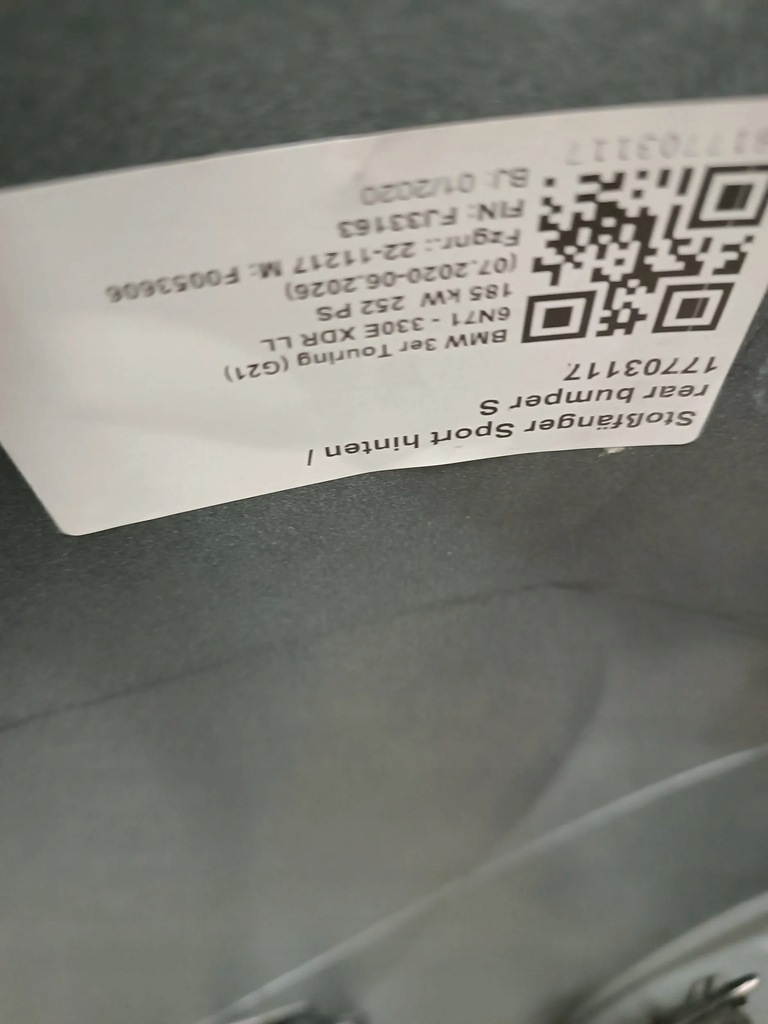 Stoßfänger Sport hinten /
rear bumper S
17703117
BMW 3er Touring (G21)
6N71 - 330E XDR LL
185 kW 252 PS
(07.2020-06.2026)
Fzgnr.: 22-11217 M: F0053606
FIN: FJ33163
BJ: 01/2020